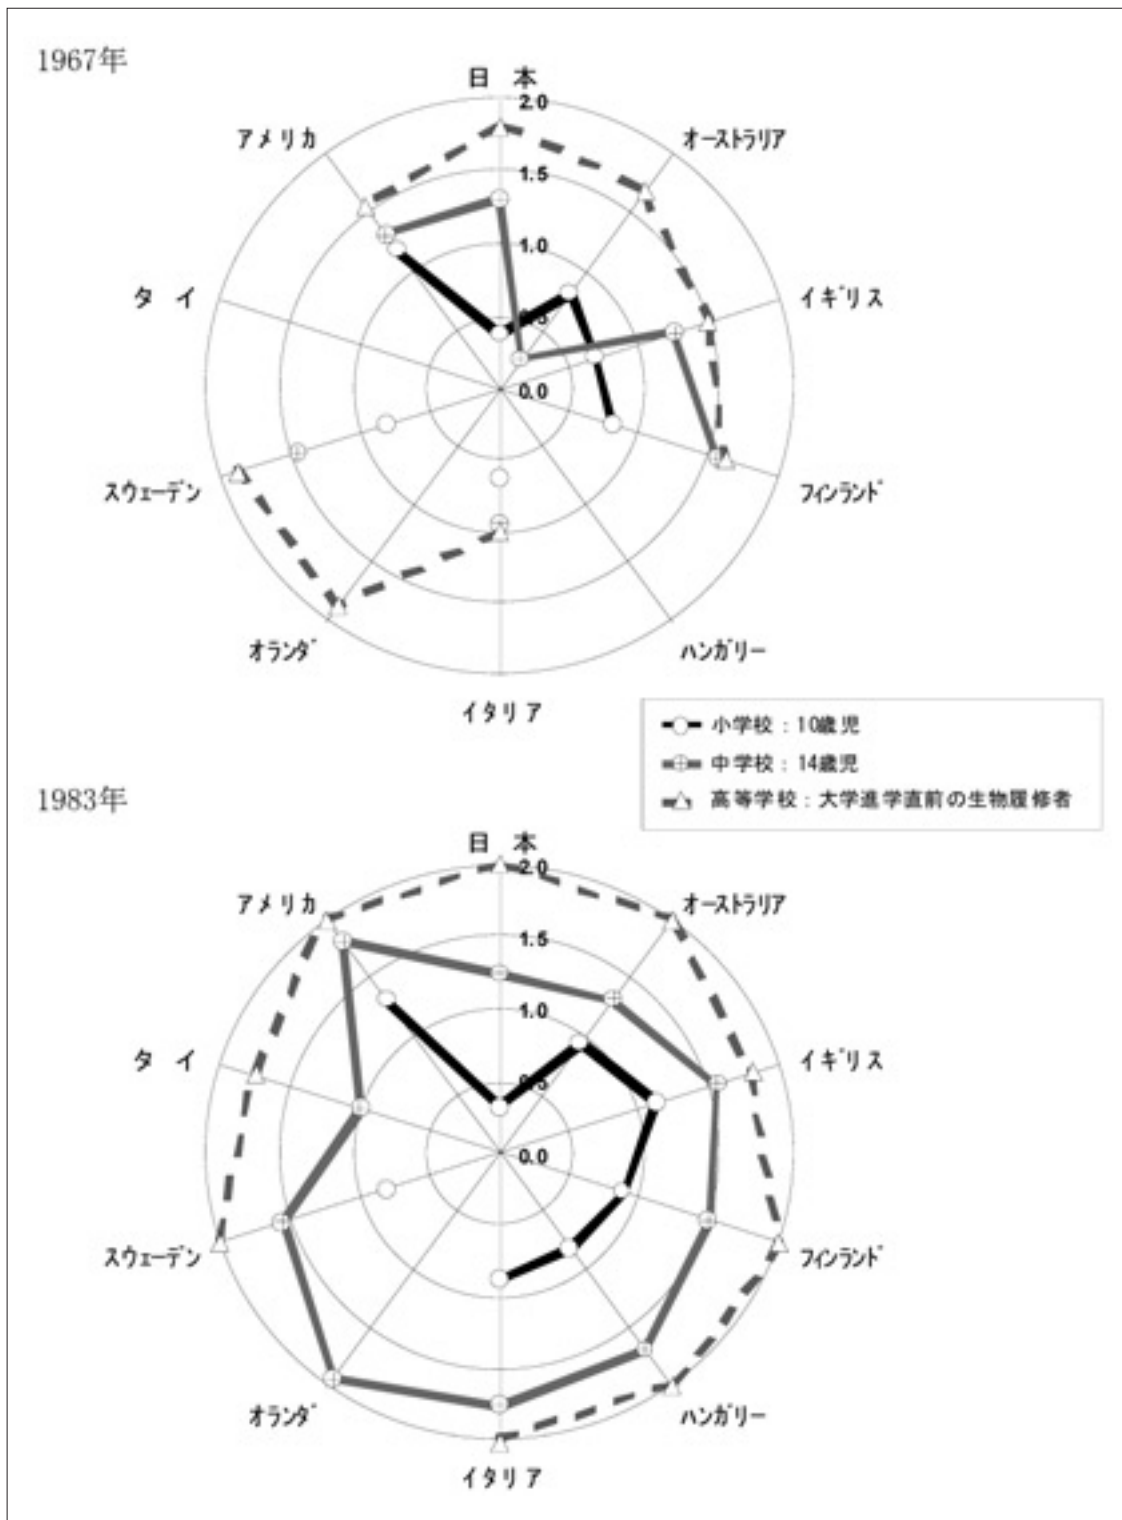 1967年
日 本
2.0
アメリカ
オーストラリア
1.5
1.0
タ イ
イギリス
0.0
スウェーデン
フィンランド
オランダ
ハンガリー
イタリア
小学校：10歳児
中学校：14歳児
高等学校：大学進学直前の生物履修者
1983年
日 本
2.0
アメリカ
オーストラリア
1.5
1.0
タ イ
イギリス
0.5
0.0
スウェーデン
フィンランド
オランダ
ハンガリー
イタリア